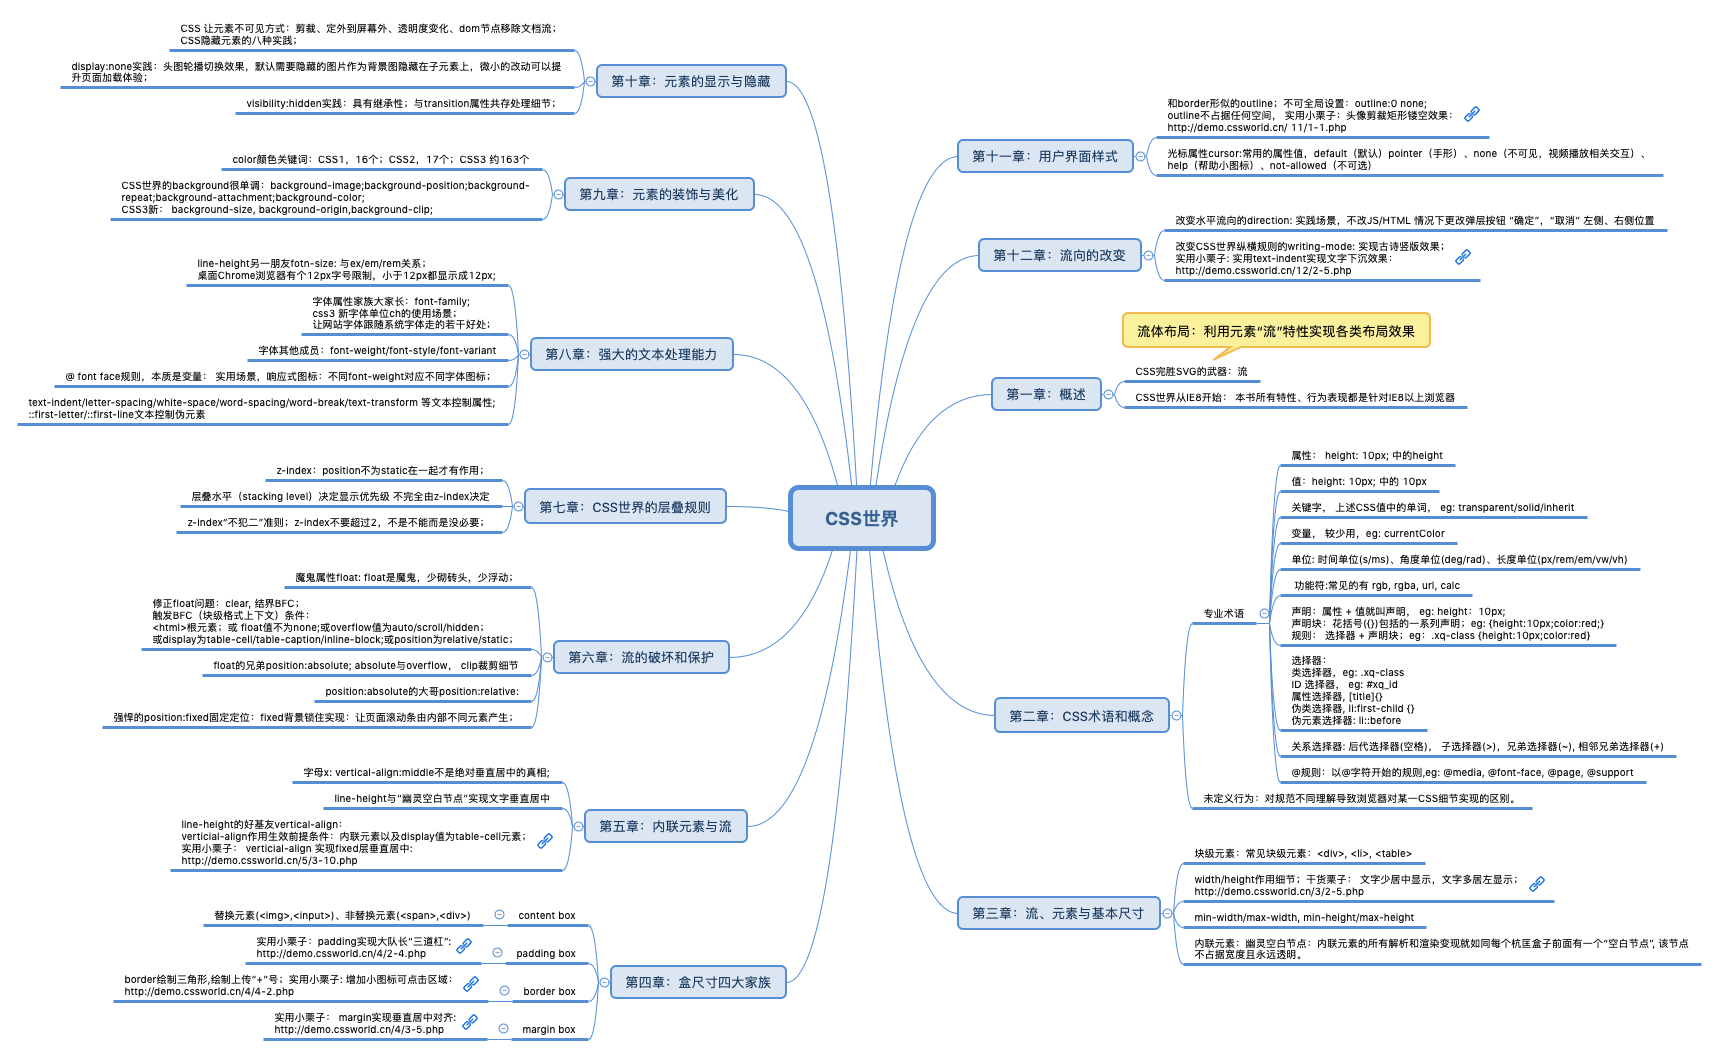 CSS世界
第十章：元素的显示与隐藏
CSS 让元素不可见方式：剪裁、定外到屏幕外、透明度变化、dom节点移除文档流；
CSS隐藏元素的八种实践；
display:none实践：头图轮播切换效果，默认需要隐藏的图片作为背景图隐藏在子元素上，微小的改动可以提
升页面加载体验；
visibility:hidden实践：具有继承性；与transition属性共存处理细节；
第九章：元素的装饰与美化
color颜色关键词：CSS1，16个；CSS2，17个；CSS3 约163个
CSS世界的background很单调：background-image;background-position;background-
repeat;background-attachment;background-color;
CSS3新： background-size, background-origin,background-clip;
第八章：强大的文本处理能力
line-height另一朋友fotn-size: 与ex/em/rem关系；
桌面Chrome浏览器有个12px字号限制，小于12px都显示成12px;
字体属性家族大家长：font-family;
css3 新字体单位ch的使用场景；
让网站字体跟随系统字体走的若干好处；
字体其他成员：font-weight/font-style/font-variant
@ font face规则，本质是变量： 实用场景，响应式图标：不同font-weight对应不同字体图标；
text-indent/letter-spacing/white-space/word-spacing/word-break/text-transform 等文本控制属性;
::first-letter/::first-line文本控制伪元素
第七章：CSS世界的层叠规则
z-index：position不为static在一起才有作用；
层叠水平（stacking level）决定显示优先级 不完全由z-index决定
z-index“不犯二”准则；z-index不要超过2，不是不能而是没必要；
第六章：流的破坏和保护
魔鬼属性float: float是魔鬼，少砌砖头，少浮动；
修正float问题：clear, 结界BFC；
触发BFC（块级格式上下文）条件：
<html>根元素；或 float值不为none;或overflow值为auto/scroll/hidden；
或display为table-cell/table-caption/inline-block;或position为relative/static；
float的兄弟position:absolute; absolute与overflow， clip裁剪细节
position:absolute的大哥position:relative:
强悍的position:fixed固定定位：fixed背景锁住实现：让页面滚动条由内部不同元素产生；
第五章：内联元素与流
字母x: vertical-align:middle不是绝对垂直居中的真相;
line-height与“幽灵空白节点”实现文字垂直居中
line-height的好基友vertical-align：
verticial-align作用生效前提条件：内联元素以及display值为table-cell元素；
实用小栗子： verticial-align 实现fixed层垂直居中:
http://demo.cssworld.cn/5/3-10.php
第四章：盒尺寸四大家族
content box
替换元素(<img>,<input>)、非替换元素(<span>,<div)
padding box
实用小栗子：padding实现大队长“三道杠”:
http://demo.cssworld.cn/4/2-4.php
border box
border绘制三角形,绘制上传“+”号；实用小栗子: 增加小图标可点击区域：
http://demo.cssworld.cn/4/4-2.php
margin box
实用小栗子： margin实现垂直居中对齐:
http://demo.cssworld.cn/4/3-5.php
第十一章：用户界面样式
和border形似的outline；不可全局设置：outline:0 none;
outline不占据任何空间， 实用小栗子：头像剪裁矩形镂空效果：
http://demo.cssworld.cn/ 11/1-1.php
光标属性cursor:常用的属性值，default（默认）pointer（手形）、none（不可见，视频播放相关交互）、
help（帮助小图标）、not-allowed（不可选）
第十二章：流向的改变
改变水平流向的direction: 实践场景，不改JS/HTML 情况下更改弹层按钮 “确定”，“取消” 左侧、右侧位置
改变CSS世界纵横规则的writing-mode: 实现古诗竖版效果；
实用小栗子: 实用text-indent实现文字下沉效果：
http://demo.cssworld.cn/12/2-5.php
流体布局：利用元素“流”特性实现各类布局效果
第一章：概述
CSS完胜SVG的武器：流
CSS世界从IE8开始： 本书所有特性、行为表现都是针对IE8以上浏览器
第二章：CSS术语和概念
专业术语
属性： height: 10px; 中的height
值：height: 10px; 中的 10px
关键字， 上述CSS值中的单词， eg: transparent/solid/inherit
变量， 较少用，eg: currentColor
单位: 时间单位(s/ms)、角度单位(deg/rad)、长度单位(px/rem/em/vw/vh)
功能符:常见的有 rgb, rgba, url, calc
声明：属性 + 值就叫声明， eg: height：10px;
声明块：花括号({})包括的一系列声明；eg: {height:10px;color:red;}
规则： 选择器 + 声明块；eg：.xq-class {height:10px;color:red}
选择器：
类选择器，eg: .xq-class
ID 选择器， eg: #xq_id
属性选择器, [title]{}
伪类选择器, li:first-child {}
伪元素选择器: li::before
关系选择器: 后代选择器(空格)， 子选择器(>)，兄弟选择器(~), 相邻兄弟选择器(+)
@规则：以@字符开始的规则,eg: @media, @font-face, @page, @support
未定义行为：对规范不同理解导致浏览器对某一CSS细节实现的区别。
第三章：流、元素与基本尺寸
块级元素：常见块级元素：<div>, <li>, <table>
width/height作用细节；干货栗子： 文字少居中显示，文字多居左显示；
http://demo.cssworld.cn/3/2-5.php
min-width/max-width, min-height/max-height
内联元素：幽灵空白节点：内联元素的所有解析和渲染变现就如同每个杭匡盒子前面有一个“空白节点”, 该节点
不占据宽度且永远透明。